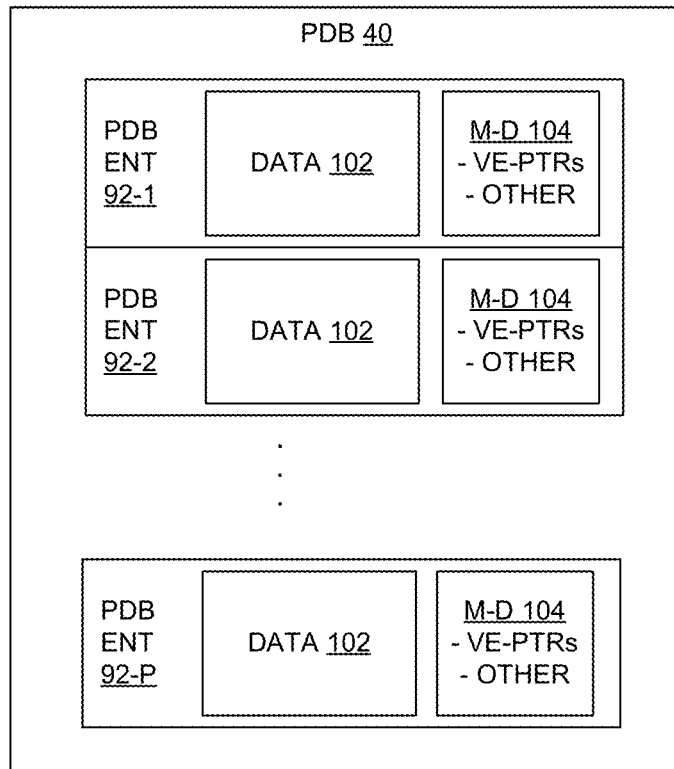 PDB 40
PDB
ENT
92-1
DATA 102
M-D 104
- VE-PTRs
- OTHER
PDB
ENT
92-2
DATA 102
M-D 104
- VE-PTRs
- OTHER
.
.
.
PDB
ENT
92-P
DATA 102
M-D 104
- VE-PTRs
- OTHER